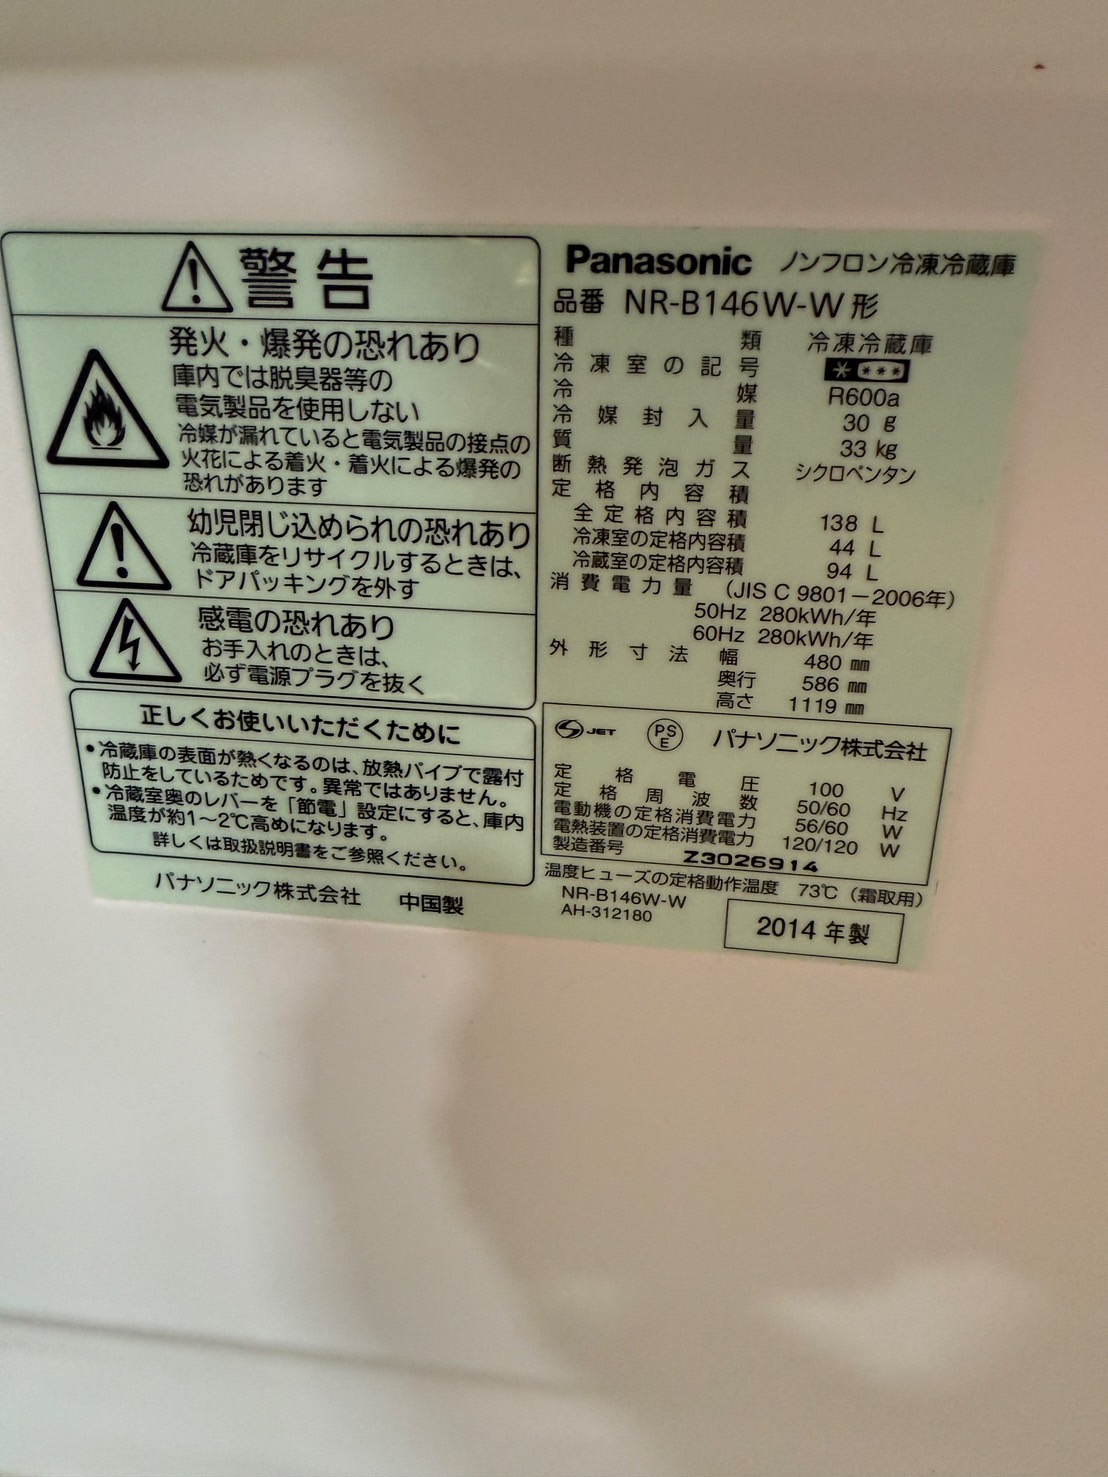 警告
発火・爆発の恐れあり
庫内では脱臭器等の
電気製品を使用しない
冷媒が漏れていると電気製品の接点の
火花による着火・着火による爆発の
恐れがあります
幼児閉じ込められの恐れあり
冷蔵庫をリサイクルするときは、
ドアパッキングを外す
感電の恐れあり
お手入れのときは、
必ず電源プラグを抜く
正しくお使いいただくために
●冷蔵庫の表面が熱くなるのは、放熱パイプで露付
防止をしているためです。異常ではありません。
●冷蔵室奥のレバーを「節電」設定にすると、庫内
温度が約1～2℃高めになります。
詳しくは取扱説明書をご参照ください。
パナソニック株式会社 中国製
Panasonic ノンフロン冷凍冷蔵庫
品番 NR-B146W-W形
種類 冷凍冷蔵庫
冷凍室の記号 * ***
冷媒 R600a
冷媒封入量 30 g
質量 33 kg
断熱発泡ガス シクロペンタン
定格内容積
全定格内容積 138 L
冷凍室の定格内容積 44 L
冷蔵室の定格内容積 94 L
消費電力量 (JIS C 9801-2006年)
50Hz 280kWh/年
60Hz 280kWh/年
外形寸法 幅 480 mm
奥行 586 mm
高さ 1119 mm
JET PS E パナソニック株式会社
定格電圧 100 V
定格周波数 50/60 Hz
電動機の定格消費電力 56/60 W
電熱装置の定格消費電力 120/120 W
製造番号 Z3026914
温度ヒューズの定格動作温度 73℃ (霜取用)
NR-B146W-W
AH-312180
2014年製